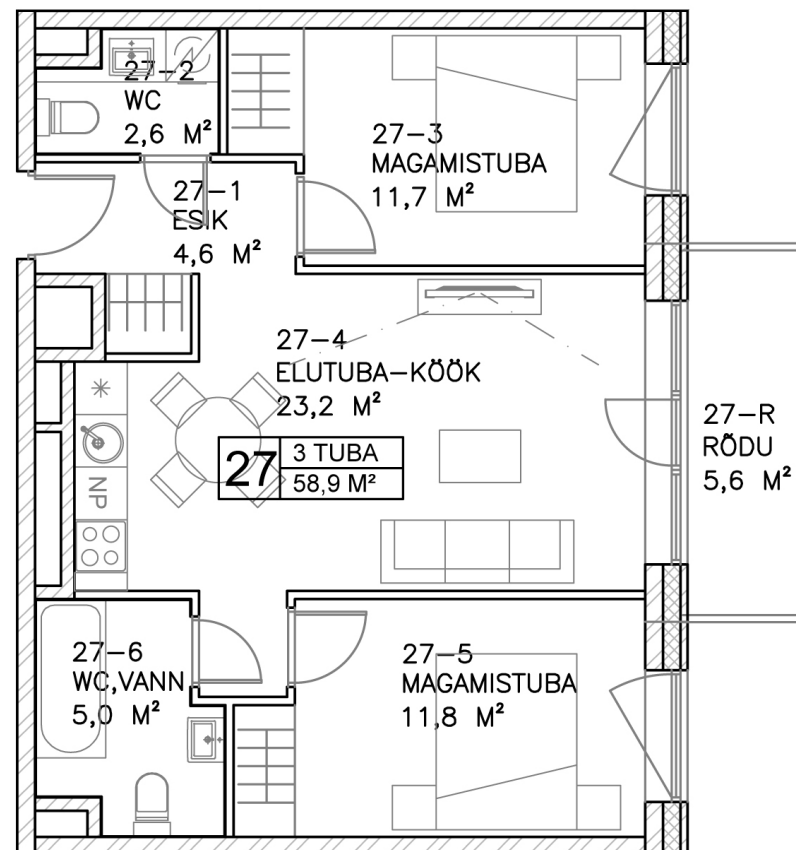 27-2
WC
2,6 M²
27-3
MAGAMISTUBA
11,7 M²
27-1
ESIK
4,6 M²
27-4
ELUTUBA-KÖÖK
23,2 M²
27
3 TUBA
58,9 M²
NP
27-R
RÕDU
5,6 M²
27-6
WC,VANN
5,0 M²
27-5
MAGAMISTUBA
11,8 M²